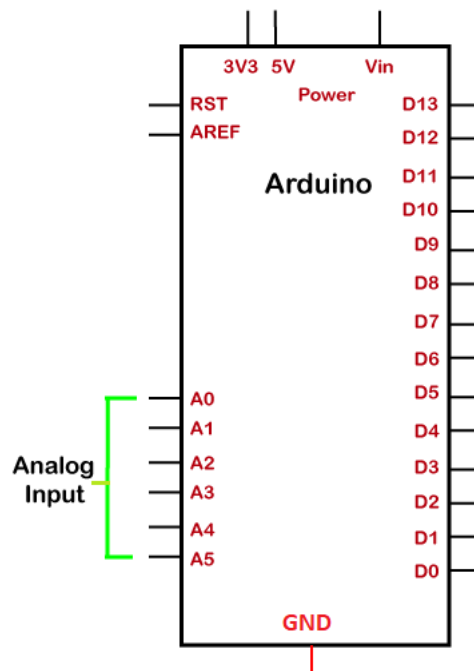 3V3 5V Vin
Power
RST
AREF
Arduino
D13
D12
D11
D10
D9
D8
D7
D6
D5
D4
D3
D2
D1
D0
Analog
Input
A0
A1
A2
A3
A4
A5
GND